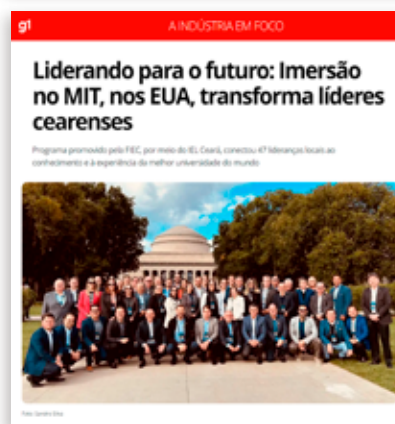 g1
A INDÚSTRIA EM FOCO
Liderando para o futuro: Imersão
no MIT, nos EUA, transforma líderes
cearenses
Programa promovido pela FIEC, por meio do IEL Ceará, conectou 47 lideranças locais ao
conhecimento e à experiência da melhor universidade do mundo